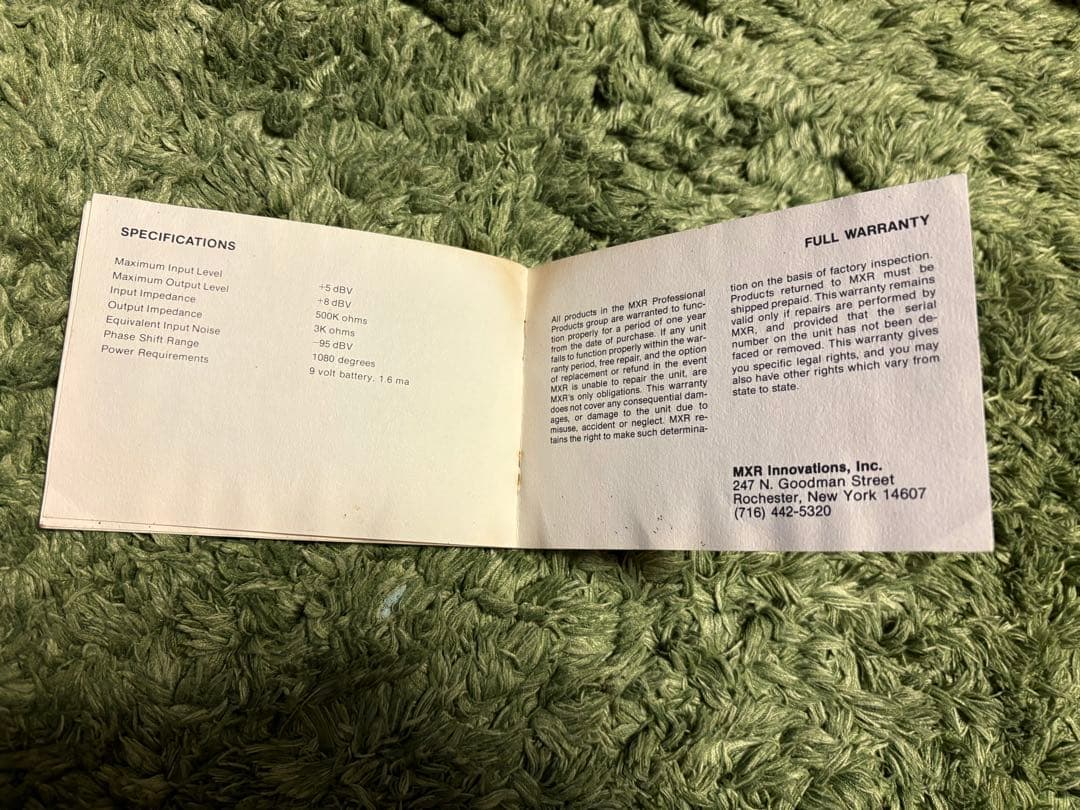 SPECIFICATIONS
Maximum Input Level +5 dBV
Maximum Output Level +8 dBV
Input Impedance 500K ohms
Output Impedance 3K ohms
Equivalent Input Noise –95 dBV
Phase Shift Range 1080 degrees
Power Requirements 9 volt battery, 1.6 ma
FULL WARRANTY
All products in the MXR Professional
Products group are warranted to func-
tion properly for a period of one year
from the date of purchase. If any unit
fails to function properly within the war-
ranty period, free repair, and the option
of replacement or refund in the event
MXR is unable to repair the unit, are
MXR's only obligations. This warranty
does not cover any consequential dam-
ages, or damage to the unit due to
misuse, accident or neglect. MXR re-
tains the right to make such determina-
tion on the basis of factory inspection.
Products returned to MXR must be
shipped prepaid. This warranty remains
valid only if repairs are performed by
MXR, and provided that the serial
number on the unit has not been de-
faced or removed. This warranty gives
you specific legal rights, and you may
also have other rights which vary from
state to state.
MXR Innovations, Inc.
247 N. Goodman Street
Rochester, New York 14607
(716) 442-5320